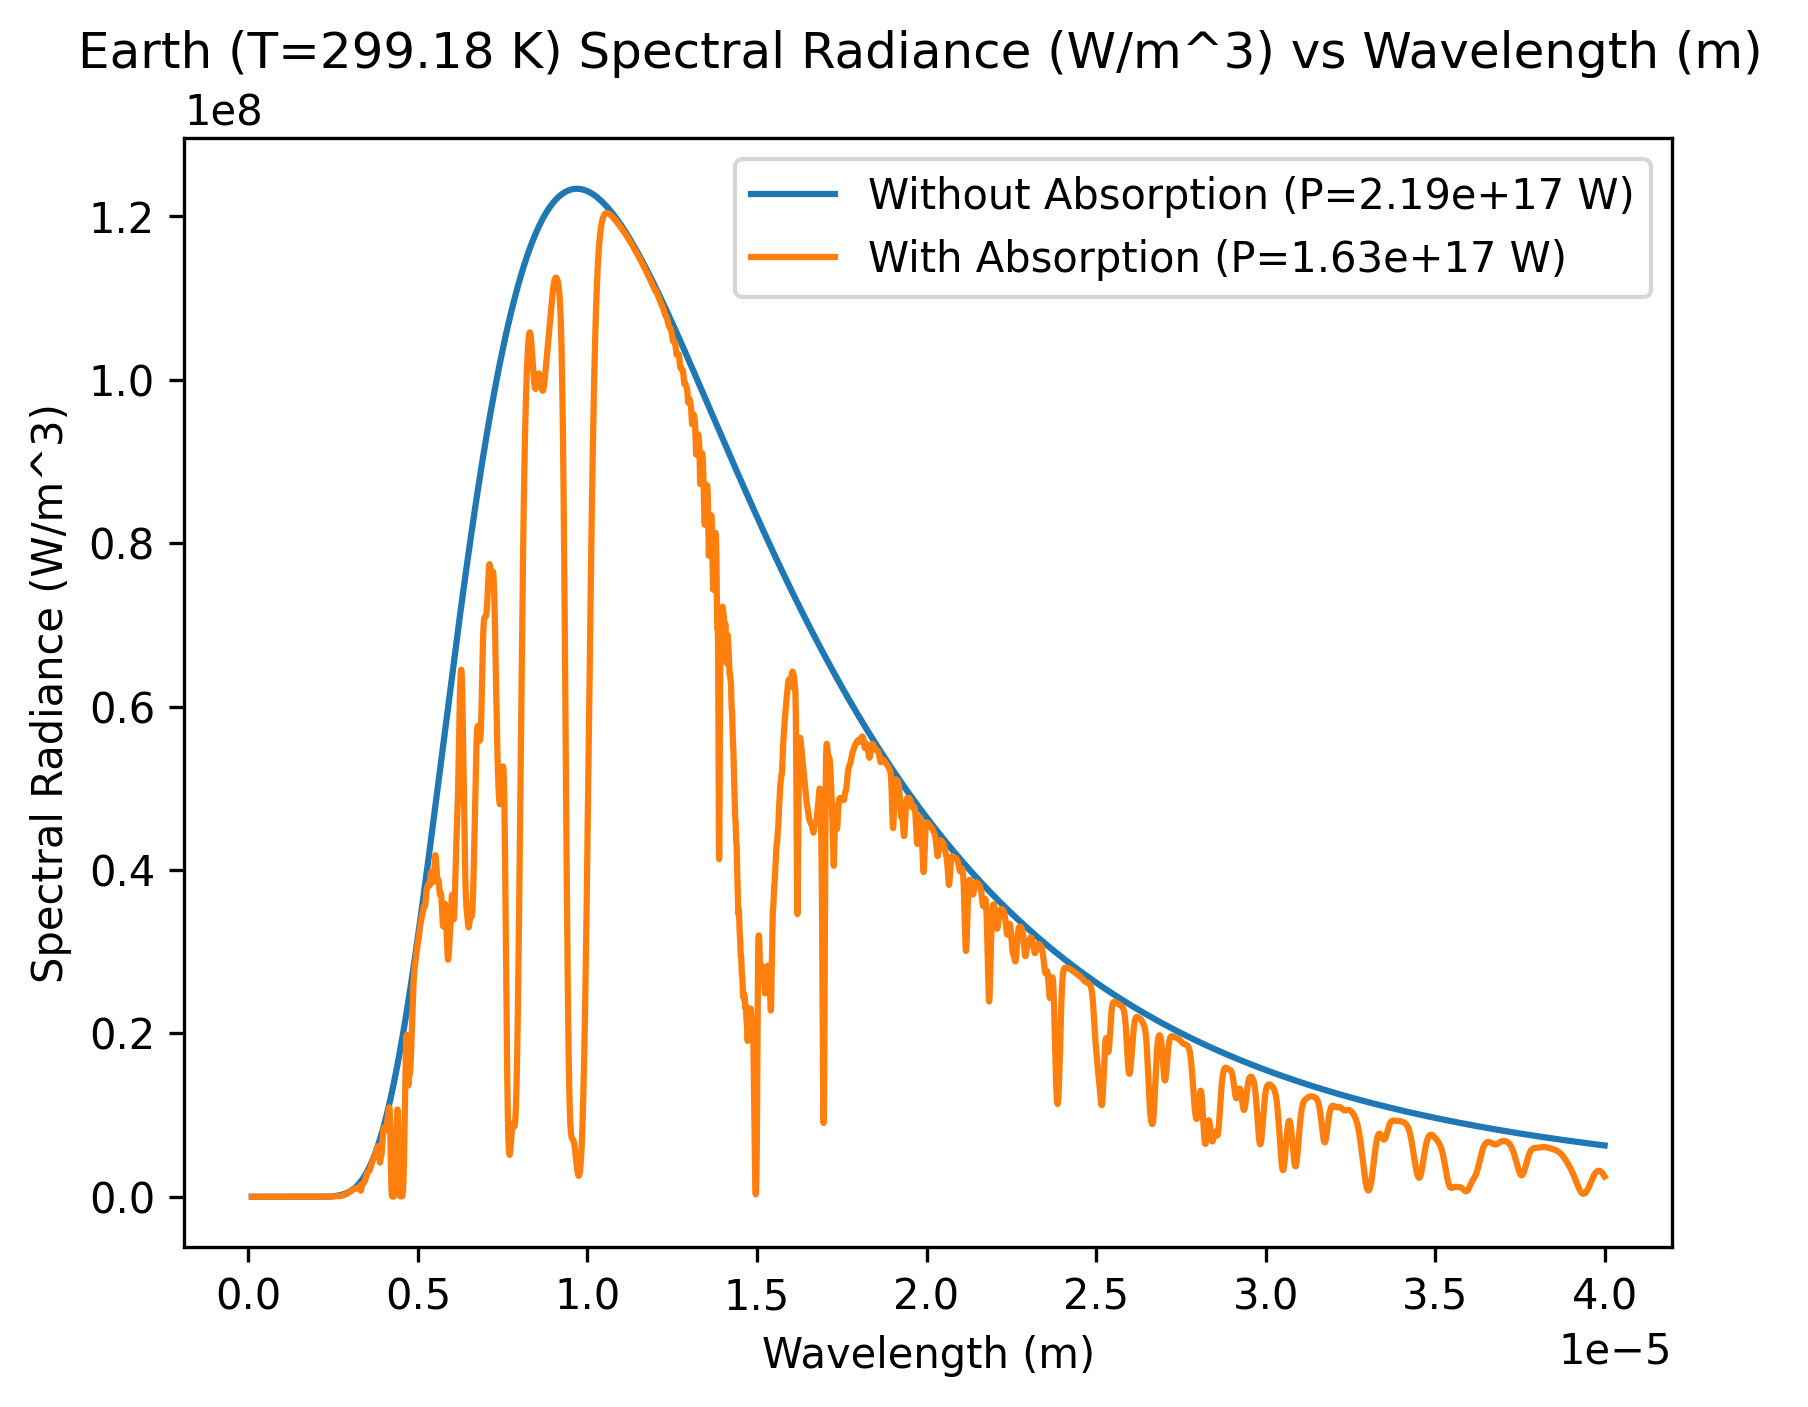 Earth (T=299.18 K) Spectral Radiance (W/m^3) vs Wavelength (m)
1e8
Without Absorption (P=2.19e+17 W)
With Absorption (P=1.63e+17 W)
1.2
1.0
0.8
0.6
0.4
0.2
0.0
Spectral Radiance (W/m^3)
0.0 0.5 1.0 1.5 2.0 2.5 3.0 3.5 4.0
1e−5
Wavelength (m)